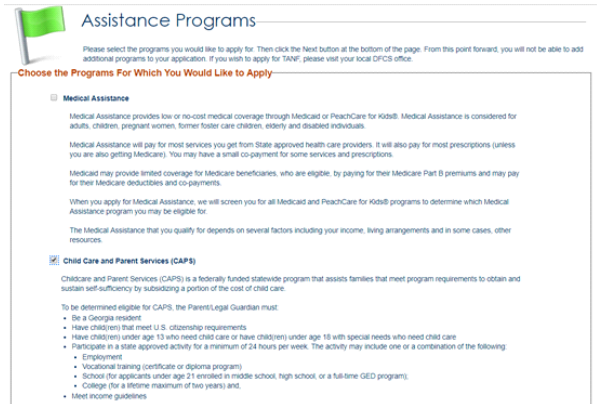 Assistance Programs
Please select the programs you would like to apply for. Then click the Next button at the bottom of the page. From this point forward, you will not be able to add
additional programs to your application. If you wish to apply for TANF, please visit your local DFCS office.
Choose the Programs For Which You Would Like to Apply
Medical Assistance
Medical Assistance provides low or no-cost medical coverage through Medicaid or PeachCare for Kids®. Medical Assistance is considered for
adults, children, pregnant women, former foster care children, elderly and disabled individuals.
Medical Assistance will pay for most services you get from State approved health care providers. It will also pay for most prescriptions (unless
you are also getting Medicare). You may have a small co-payment for some services and prescriptions.
Medicaid may provide limited coverage for Medicare beneficiaries, who are eligible, by paying for their Medicare Part B premiums and may pay
for their Medicare deductibles and co-payments.
When you apply for Medical Assistance, we will screen you for all Medicaid and PeachCare for Kids® programs to determine which Medical
Assistance program you may be eligible for.
The Medical Assistance that you qualify for depends on several factors including your income, living arrangements and in some cases, other
resources.
Child Care and Parent Services (CAPS)
Childcare and Parent Services (CAPS) is a federally funded statewide program that assists families that meet program requirements to obtain and
sustain self-sufficiency by subsidizing a portion of the cost of child care.
To be determined eligible for CAPS, the Parent/Legal Guardian must:
• Be a Georgia resident
• Have child(ren) that meet U.S. citizenship requirements
• Have child(ren) under age 13 who need child care or have child(ren) under age 18 with special needs who need child care
• Participate in a state approved activity for a minimum of 24 hours per week. The activity may include one or a combination of the following:
• Employment
• Vocational training (certificate or diploma program)
• School (for applicants under age 21 enrolled in middle school, high school, or a full-time GED program);
• College (for a lifetime maximum of two years) and,
• Meet income guidelines